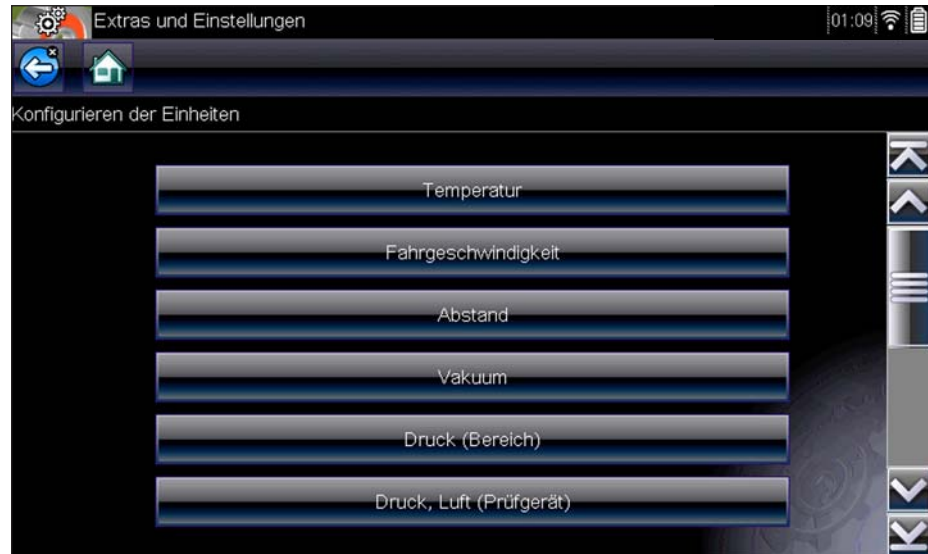 Extras und Einstellungen 01:09
Konfigurieren der Einheiten
Temperatur
Fahrgeschwindigkeit
Abstand
Vakuum
Druck (Bereich)
Druck, Luft (Prüfgerät)